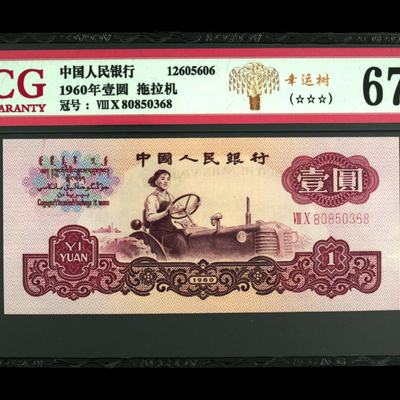 CG
ARANTY
中国人民银行 12605606
1960年壹圆 拖拉机
冠号： VIII X 80850368
幸运树
(☆☆☆)
67
中國人民銀行
壹圓
VIII X 80850368
YI
YUAN
1960
1